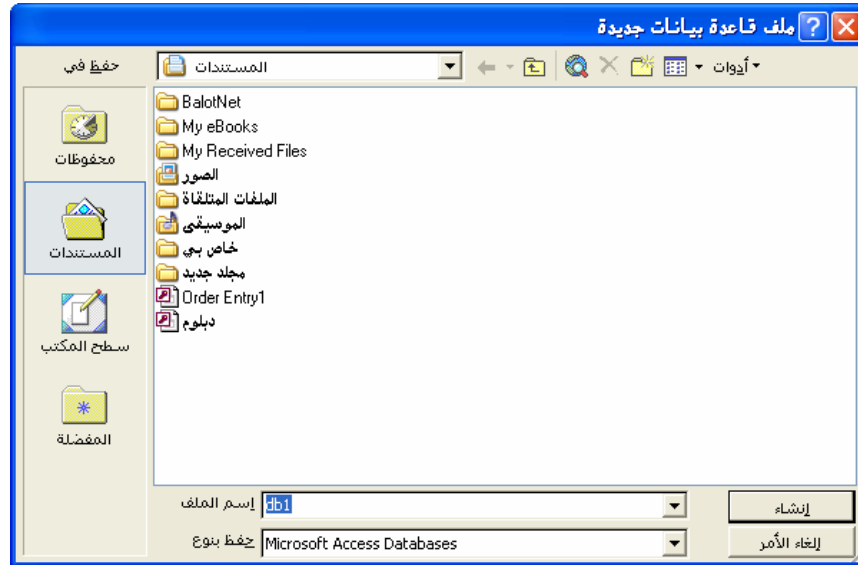 ملف قاعدة بيانات جديدة
حفظ في
المستندات
أدوات
محفوظات
المستندات
سطح المكتب
المفضلة
BalotNet
My eBooks
My Received Files
الصور
الملفات المتلقاة
الموسيقى
خاص بي
مجلد جديد
Order Entry1
دبلوم
إسم الملف
db1
إنشاء
حفظ بنوع
Microsoft Access Databases
إلغاء الأمر